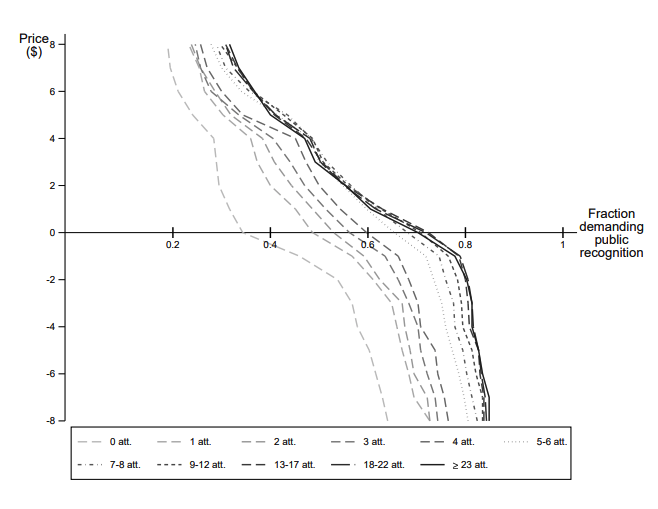 Price
($)
8
6
4
2
0
-2
-4
-6
-8
0.2 0.4 0.6 0.8 1
Fraction
demanding
public
recognition
0 att. 1 att. 2 att. 3 att. 4 att. 5-6 att.
7-8 att. 9-12 att. 13-17 att. 18-22 att. ≥ 23 att.